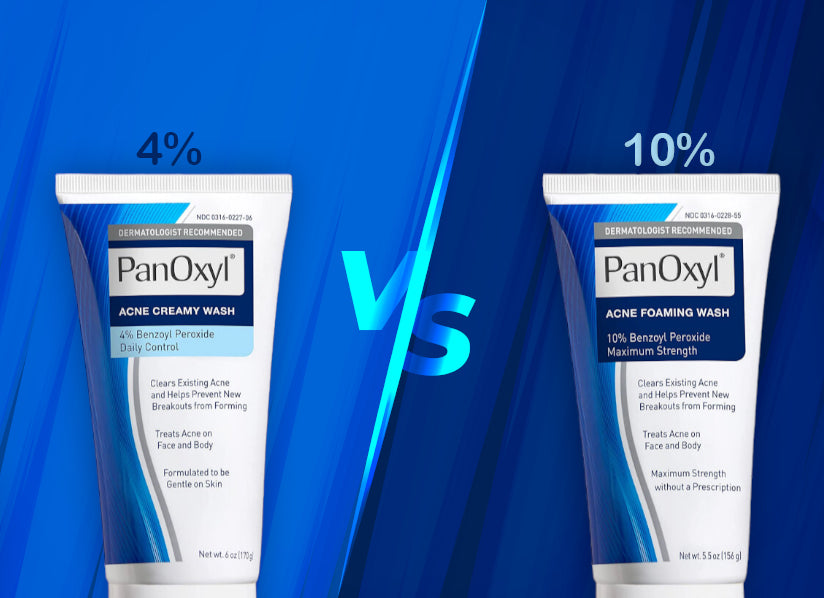 4%
NDC 0316-0227-06
DERMATOLOGIST RECOMMENDED
PanOxyl®
ACNE CREAMY WASH
4% Benzoyl Peroxide
Daily Control
Clears Existing Acne
and Helps Prevent New
Breakouts from Forming
Treats Acne on
Face and Body
Formulated to be
Gentle on Skin
Net wt. 6 oz (170g)
VS
10%
NDC 0316-0228-55
DERMATOLOGIST RECOMMENDED
PanOxyl®
ACNE FOAMING WASH
10% Benzoyl Peroxide
Maximum Strength
Clears Existing Acne
and Helps Prevent New
Breakouts from Forming
Treats Acne on
Face and Body
Maximum Strength
without a Prescription
Net wt. 5.5 oz (156 g)